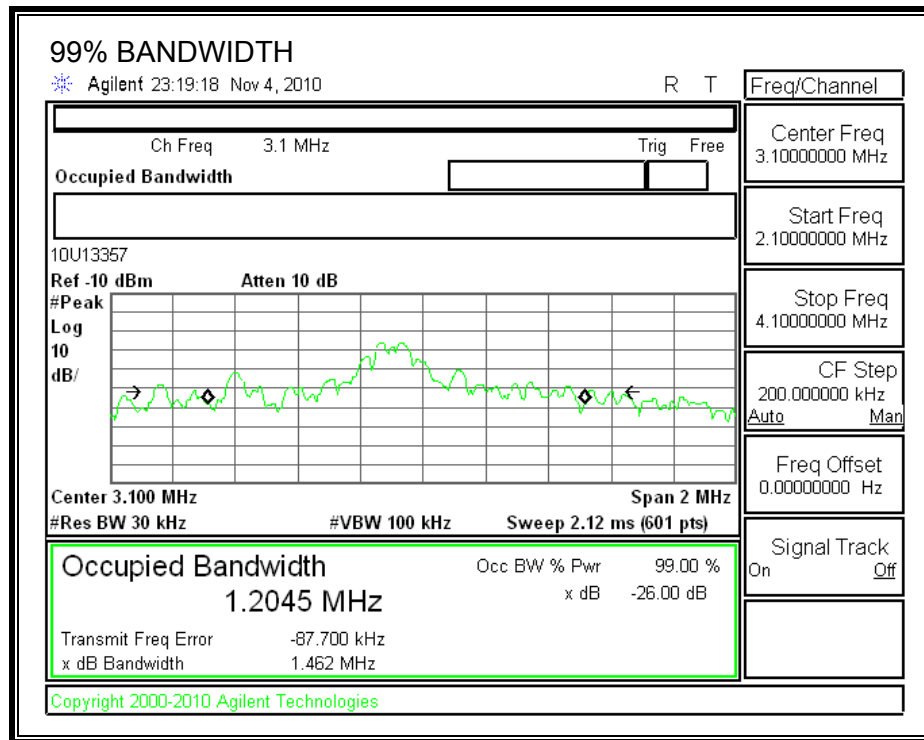 99% BANDWIDTH
Agilent 23:19:18 Nov 4, 2010 R T
Ch Freq 3.1 MHz Trig Free
Occupied Bandwidth
10U13357
Ref -10 dBm Atten 10 dB
#Peak
Log
10
dB/
Center 3.100 MHz Span 2 MHz
#Res BW 30 kHz #VBW 100 kHz Sweep 2.12 ms (601 pts)
Occupied Bandwidth
1.2045 MHz
Occ BW % Pwr 99.00 %
x dB -26.00 dB
Transmit Freq Error -87.700 kHz
x dB Bandwidth 1.462 MHz
Copyright 2000-2010 Agilent Technologies
Freq/Channel
Center Freq
3.10000000 MHz
Start Freq
2.10000000 MHz
Stop Freq
4.10000000 MHz
CF Step
200.000000 kHz
Auto Man
Freq Offset
0.00000000 Hz
Signal Track
On Off